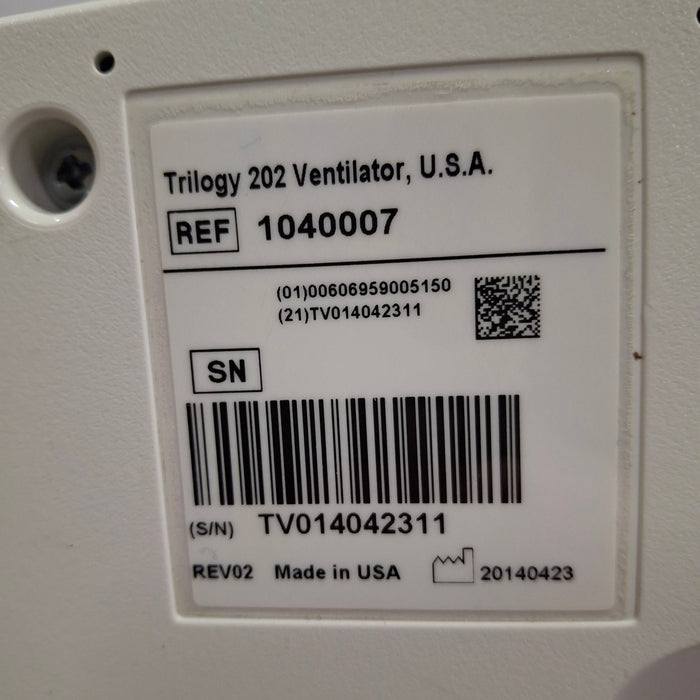 Trilogy 202 Ventilator, U.S.A.
REF 1040007
(01)00606959005150
(21)TV014042311
SN
(S/N) TV014042311
REV02 Made in USA 20140423